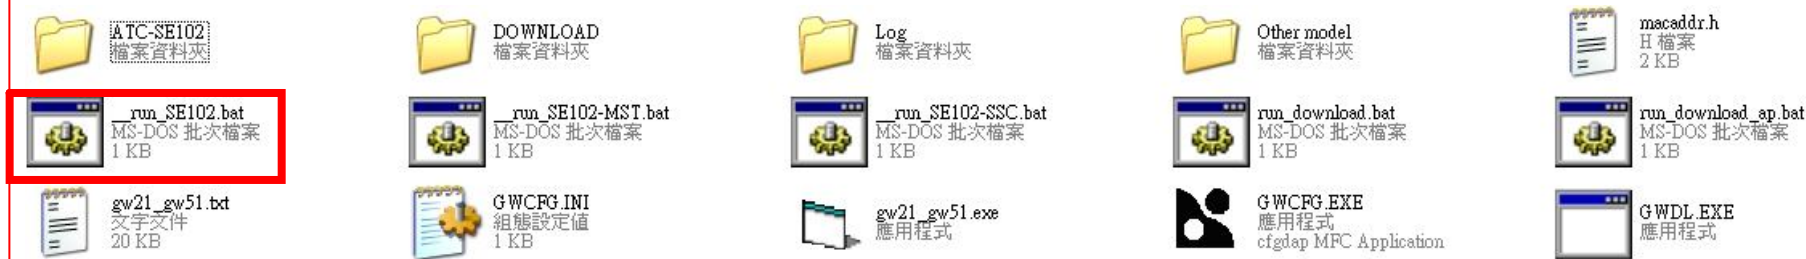 ATC-SE102
檔案資料夾
DOWNLOAD
檔案資料夾
Log
檔案資料夾
Other model
檔案資料夾
macaddr.h
H 檔案
2 KB
__run_SE102.bat
MS-DOS 批次檔案
1 KB
__run_SE102-MST.bat
MS-DOS 批次檔案
1 KB
__run_SE102-SSC.bat
MS-DOS 批次檔案
1 KB
run_download.bat
MS-DOS 批次檔案
1 KB
run_download_ap.bat
MS-DOS 批次檔案
1 KB
gw21_gw51.txt
文字文件
20 KB
GWCFG.INI
組態設定值
1 KB
gw21_gw51.exe
應用程式
GWCFG.EXE
應用程式
cfgdap MFC Application
GWDL.EXE
應用程式